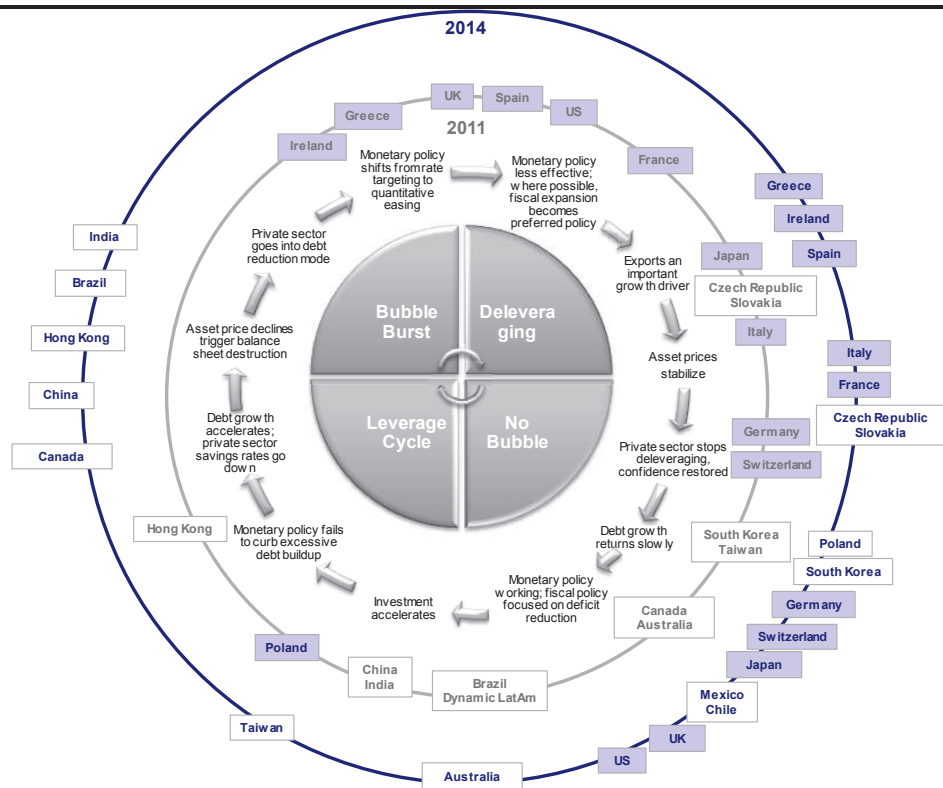 2014
UK
Spain
US
Greece
2011
Ireland
France
Monetary policy
shifts from rate
targeting to
quantitative
easing
Monetary policy
less effective;
where possible,
fiscal expansion
becomes
preferred policy
Greece
Ireland
Spain
India
Brazil
Hong Kong
China
Canada
Private sector
goes into debt
reduction mode
Exports an
important
growth driver
Japan
Czech Republic
Slovakia
Italy
Bubble
Burst
Delevera
ging
Asset price declines
trigger balance
sheet destruction
Asset prices
stabilize
Italy
France
Czech Republic
Slovakia
Leverage
Cycle
No
Bubble
Debt growth
accelerates;
private sector
savings rates go
down
Private sector stops
deleveraging,
confidence restored
Germany
Switzerland
Hong Kong
Monetary policy fails
to curb excessive
debt buildup
Debt growth
returns slowly
South Korea
Taiwan
Poland
South Korea
Germany
Switzerland
Japan
Investment
accelerates
Monetary policy
working; fiscal policy
focused on deficit
reduction
Canada
Australia
Poland
China
India
Brazil
Dynamic LatAm
Mexico
Chile
Taiwan
UK
US
Australia